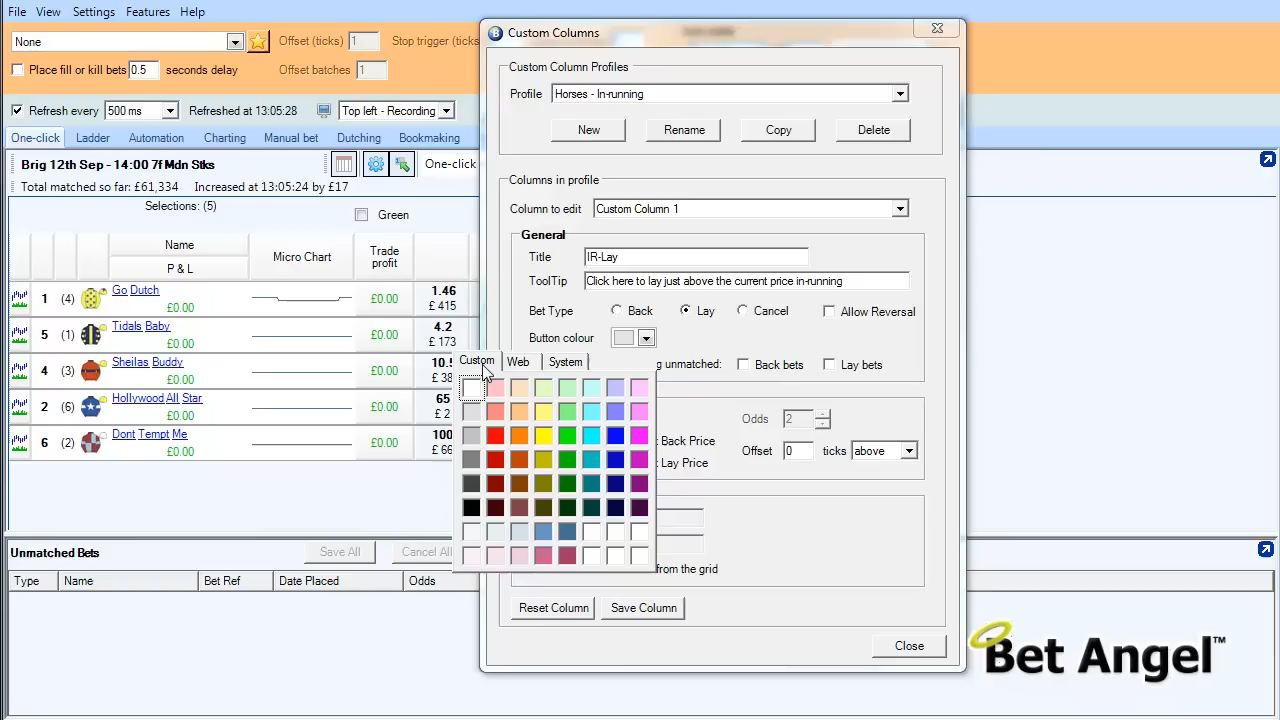 File View Settings Features Help
None Offset (ticks) 1 Stop trigger (ticks
Place fill or kill bets 0.5 seconds delay Offset batches 1
Refresh every 500 ms Refreshed at 13:05:28 Top left - Recording
One-click Ladder Automation Charting Manual bet Dutching Bookmaking
Brig 12th Sep - 14:00 7f Mdn Stks One-click
Total matched so far: £61,334 Increased at 13:05:24 by £17
Selections: (5) Green
Name Micro Chart Trade profit
P & L
1 (4) Go Dutch £0.00 £0.00 1.46 £ 415
5 (1) Tidals Baby £0.00 £0.00 4.2 £ 173
4 (3) Sheilas Buddy £0.00 £0.00 10.5 £ 38
2 (6) Hollywood All Star £0.00 £0.00 65 £ 2
6 (2) Dont Tempt Me £0.00 £0.00 100 £ 66
Unmatched Bets Save All Cancel All
Type Name Bet Ref Date Placed Odds
Custom Columns
Custom Column Profiles
Profile Horses - In-running
New Rename Copy Delete
Columns in profile
Column to edit Custom Column 1
General
Title IR-Lay
ToolTip Click here to lay just above the current price in-running
Bet Type Back Lay Cancel Allow Reversal
Button colour
Custom Web System
g unmatched: Back bets Lay bets
Odds 2
Back Price
Offset 0 ticks above
Lay Price
from the grid
Reset Column Save Column
Close
Bet Angel™